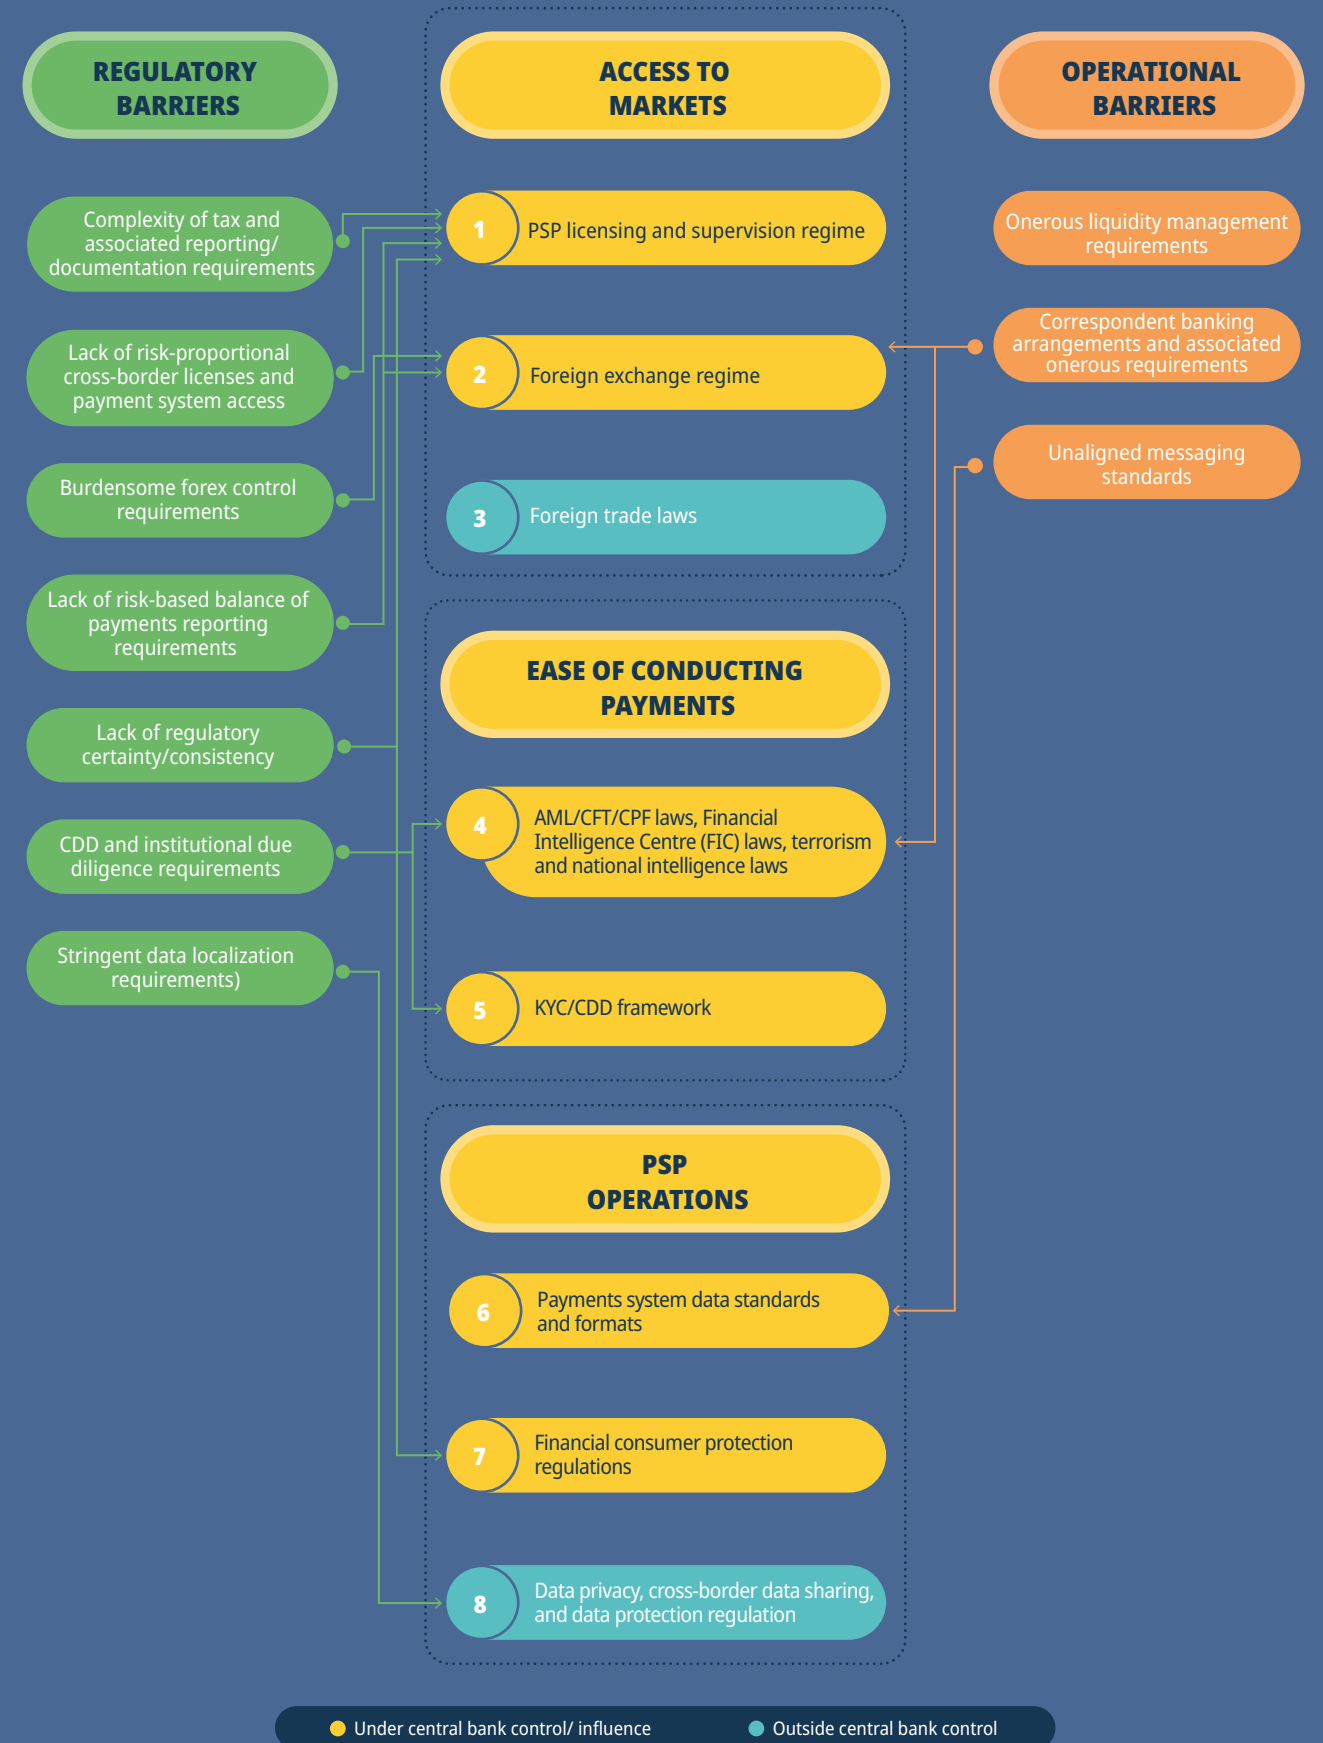 REGULATORY
BARRIERS
Complexity of tax and
associated reporting/
documentation requirements
Lack of risk-proportional
cross-border licenses and
payment system access
Burdensome forex control
requirements
Lack of risk-based balance of
payments reporting
requirements
Lack of regulatory
certainty/consistency
CDD and institutional due
diligence requirements
Stringent data localization
requirements)
ACCESS TO
MARKETS
1
PSP licensing and supervision regime
2
Foreign exchange regime
3
Foreign trade laws
EASE OF CONDUCTING
PAYMENTS
4
AML/CFT/CPF laws, Financial
Intelligence Centre (FIC) laws, terrorism
and national intelligence laws
5
KYC/CDD framework
PSP
OPERATIONS
6
Payments system data standards
and formats
7
Financial consumer protection
regulations
8
Data privacy, cross-border data sharing,
and data protection regulation
OPERATIONAL
BARRIERS
Onerous liquidity management
requirements
Correspondent banking
arrangements and associated
onerous requirements
Unaligned messaging
standards
Under central bank control/ influence
Outside central bank control